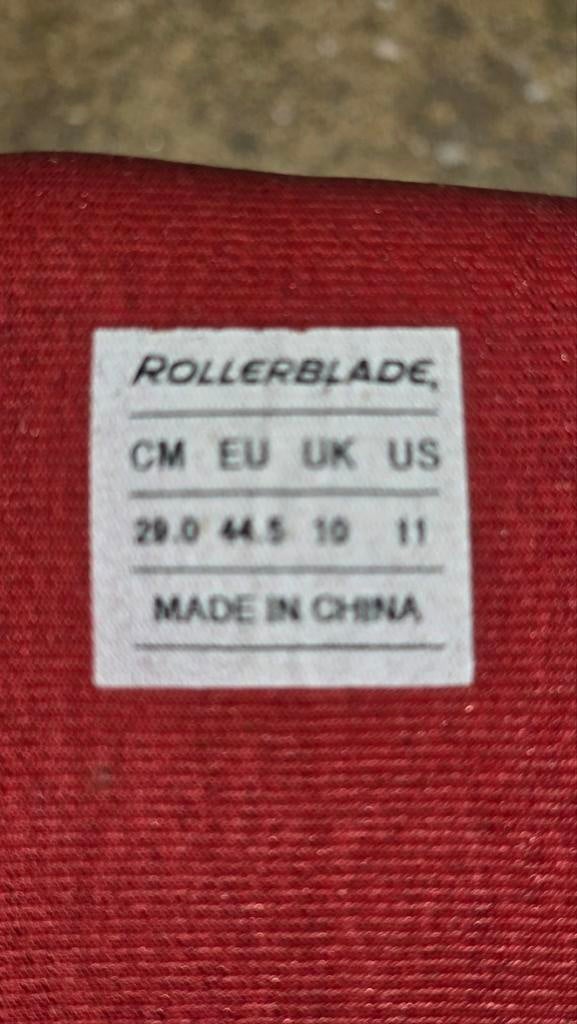 ROLLERBLADE.
CM EU UK US
29.0 44.5 10 11
MADE IN CHINA